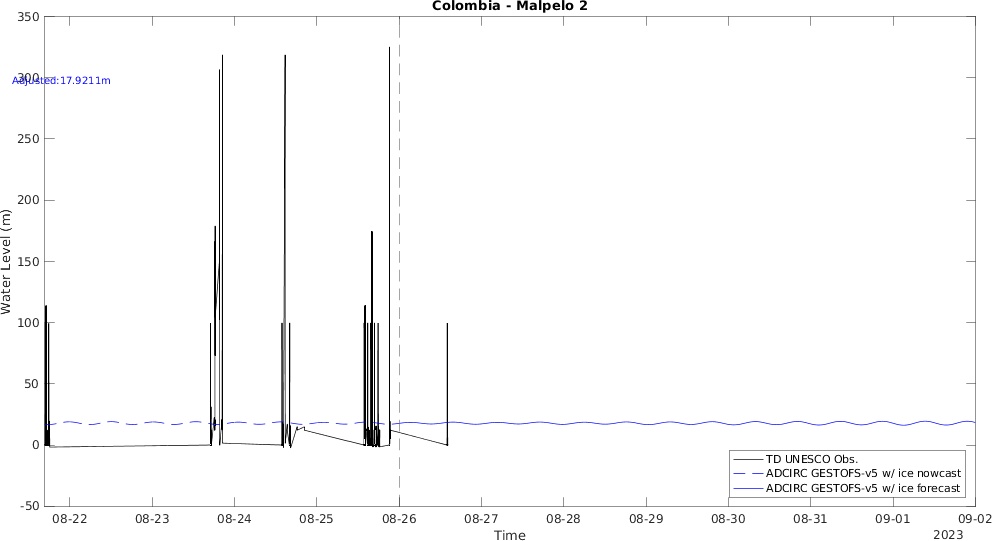 Colombia - Malpelo 2
350
300
Adjusted:17.9211m
250
200
150
100
50
0
-50
Water Level (m)
TD UNESCO Obs.
ADCIRC GESTOFS-v5 w/ ice nowcast
ADCIRC GESTOFS-v5 w/ ice forecast
08-22 08-23 08-24 08-25 08-26 08-27 08-28 08-29 08-30 08-31 09-01 09-02
Time
2023